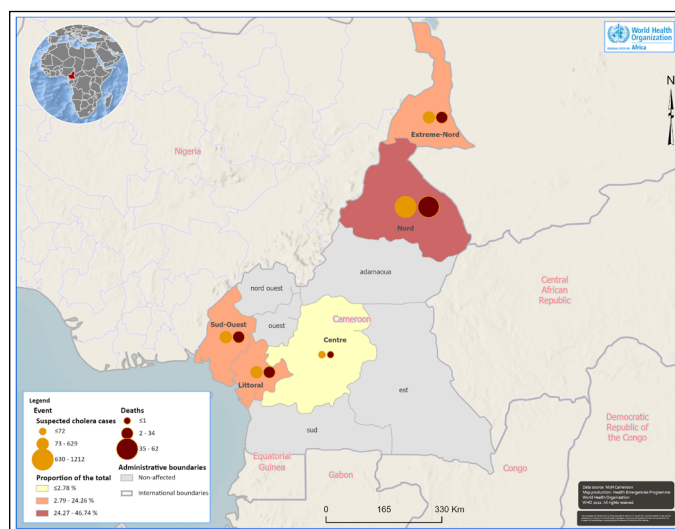 World Health
Organization
Africa
N
Extreme-Nord
Nigeria
Nord
adamaoua
Central
African
Republic
nord ouest
Sud-Ouest
ouest
Cameroon
Centre
Littoral
est
sud
Equatorial
Guinea
Gabon
Congo
Democratic
Republic of
the Congo
Legend
Event
Suspected cholera cases
≤72
73 - 629
630 - 1212
Deaths
≤1
2 - 34
35 - 62
Proportion of the total
≤2.78 %
2.79 - 24.26 %
24.27 - 46.74 %
Administrative boundaries
Non-affected
International boundaries
0 165 330 Km
Data source: MoH Cameroon
Map production: Health Emergencies Programme
World Health Organization
WHO 2022. All rights reserved.